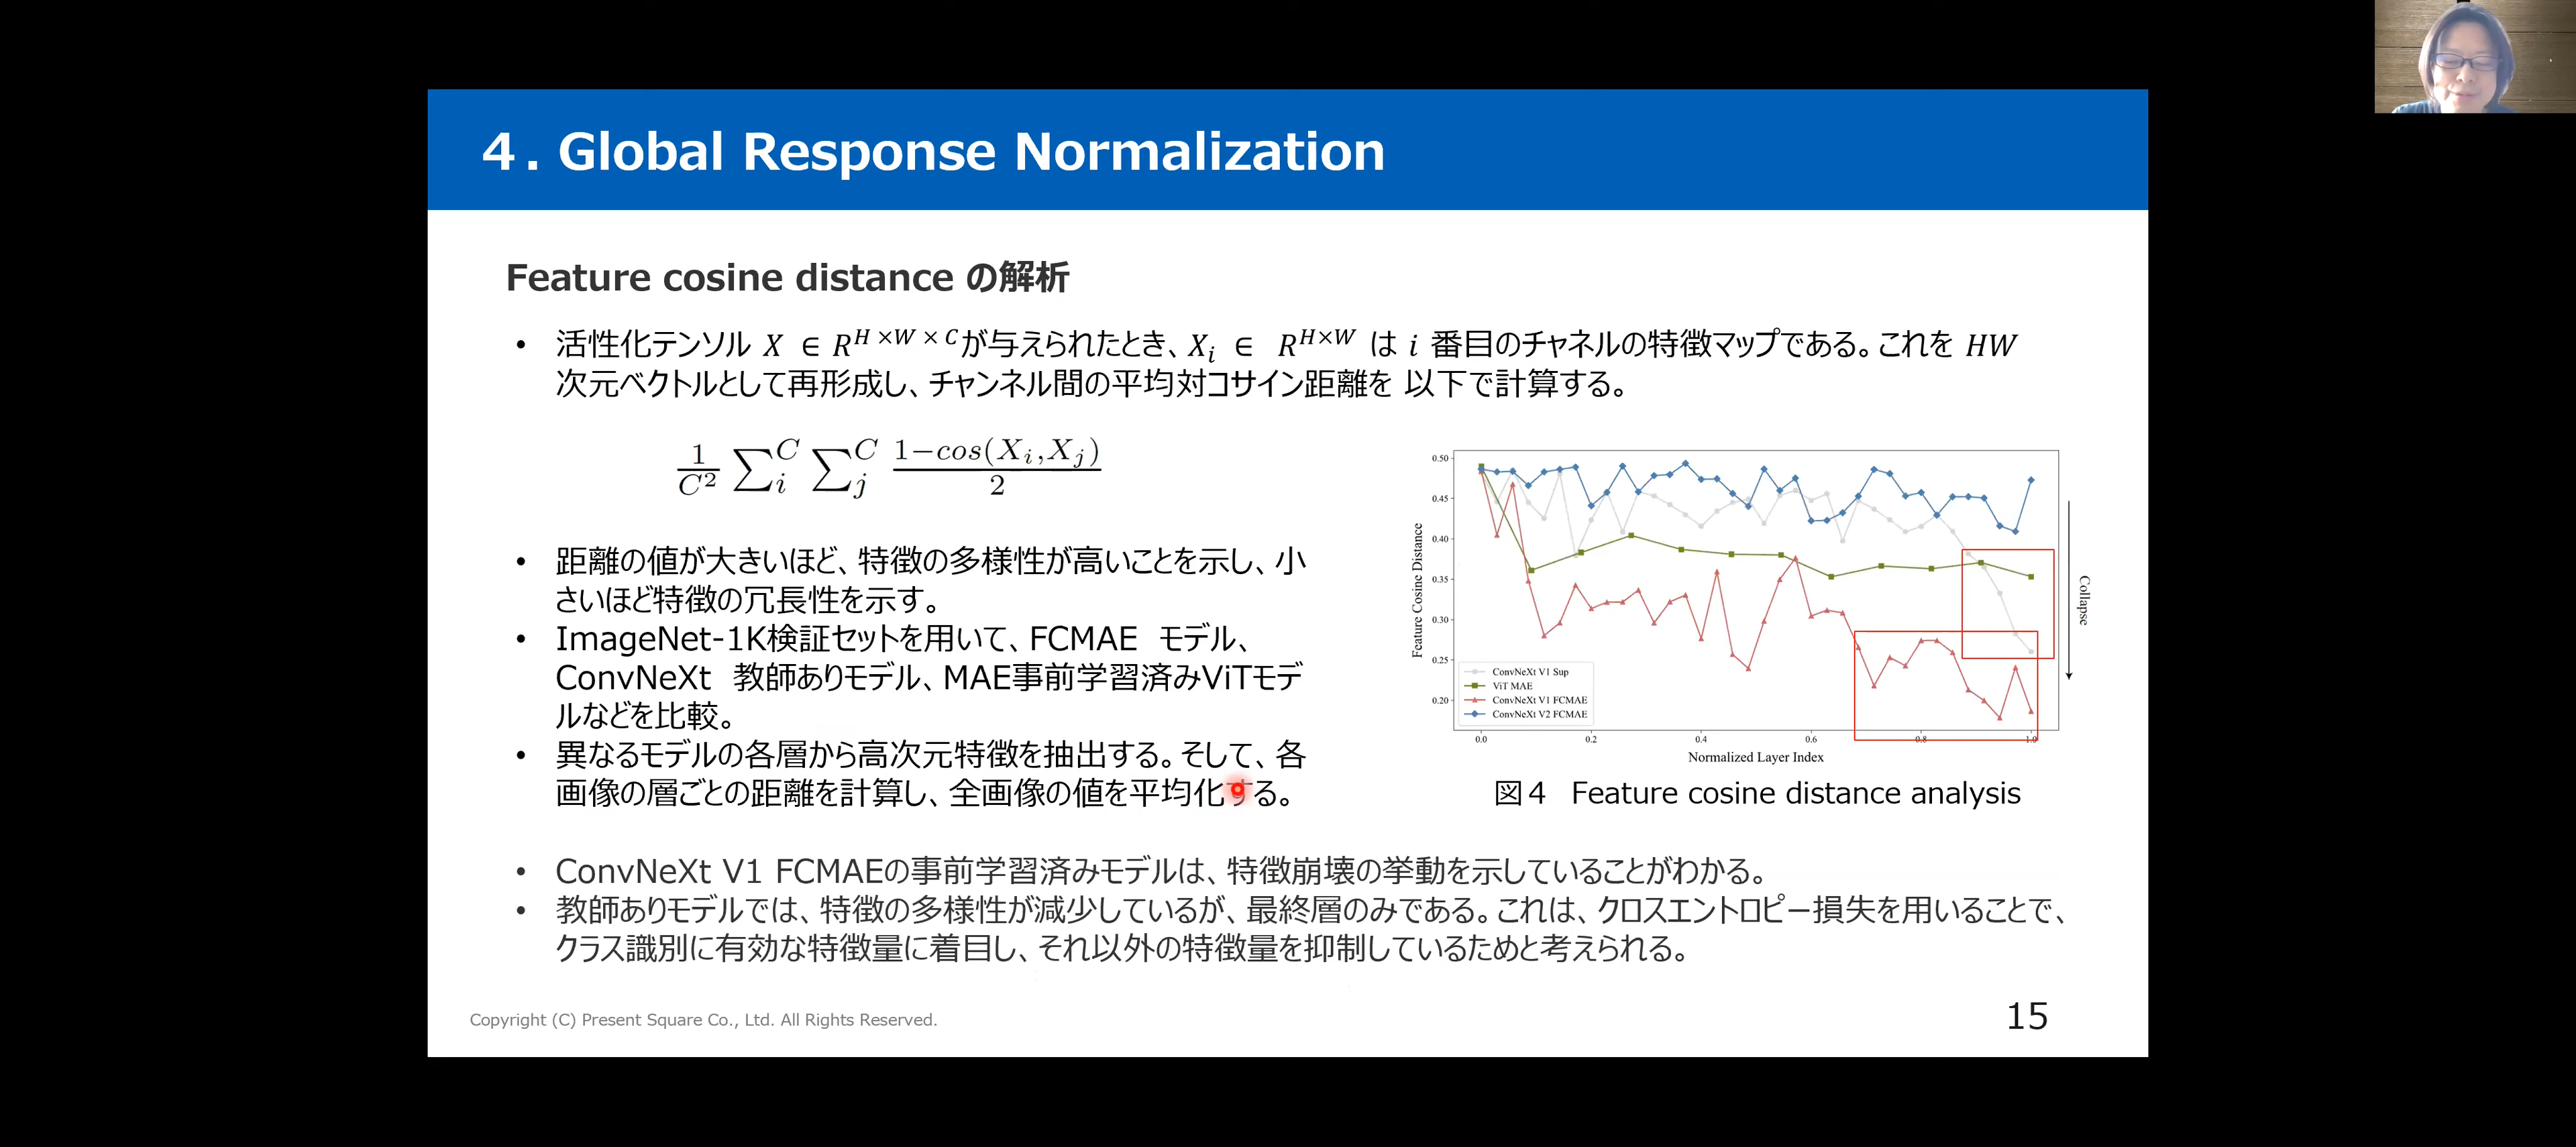 ４. Global Response Normalization
Feature cosine distance の解析
• 活性化テンソル X ∈ R^{H×W×C}が与えられたとき、X_i ∈ R^{H×W} は i 番目のチャネルの特徴マップである。これを HW
次元ベクトルとして再形成し、チャンネル間の平均対コサイン距離を 以下で計算する。
\frac{1}{C^2} \sum_i^C \sum_j^C \frac{1-cos(X_i,X_j)}{2}
• 距離の値が大きいほど、特徴の多様性が高いことを示し、小
さいほど特徴の冗長性を示す。
• ImageNet-1K検証セットを用いて、FCMAE モデル、
ConvNeXt 教師ありモデル、MAE事前学習済みViTモデ
ルなどを比較。
• 異なるモデルの各層から高次元特徴を抽出する。そして、各
画像の層ごとの距離を計算し、全画像の値を平均化する。
0.50
0.45
0.40
0.35
0.30
0.25
0.20
Feature Cosine Distance
ConvNeXt V1 Sup
ViT MAE
ConvNeXt V1 FCMAE
ConvNeXt V2 FCMAE
0.0 0.2 0.4 0.6 0.8 1.0
Normalized Layer Index
Collapse
図４ Feature cosine distance analysis
• ConvNeXt V1 FCMAEの事前学習済みモデルは、特徴崩壊の挙動を示していることがわかる。
• 教師ありモデルでは、特徴の多様性が減少しているが、最終層のみである。これは、クロスエントロピー損失を用いることで、
クラス識別に有効な特徴量に着目し、それ以外の特徴量を抑制しているためと考えられる。
Copyright (C) Present Square Co., Ltd. All Rights Reserved.
15